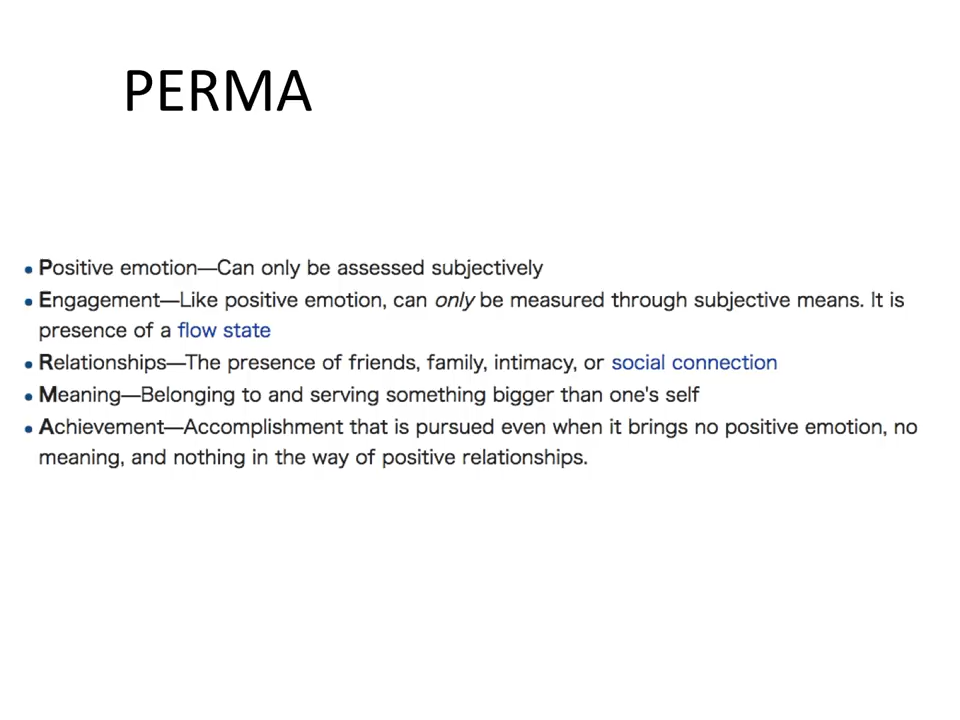 PERMA
• Positive emotion—Can only be assessed subjectively
• Engagement—Like positive emotion, can only be measured through subjective means. It is
presence of a flow state
• Relationships—The presence of friends, family, intimacy, or social connection
• Meaning—Belonging to and serving something bigger than one's self
• Achievement—Accomplishment that is pursued even when it brings no positive emotion, no
meaning, and nothing in the way of positive relationships.